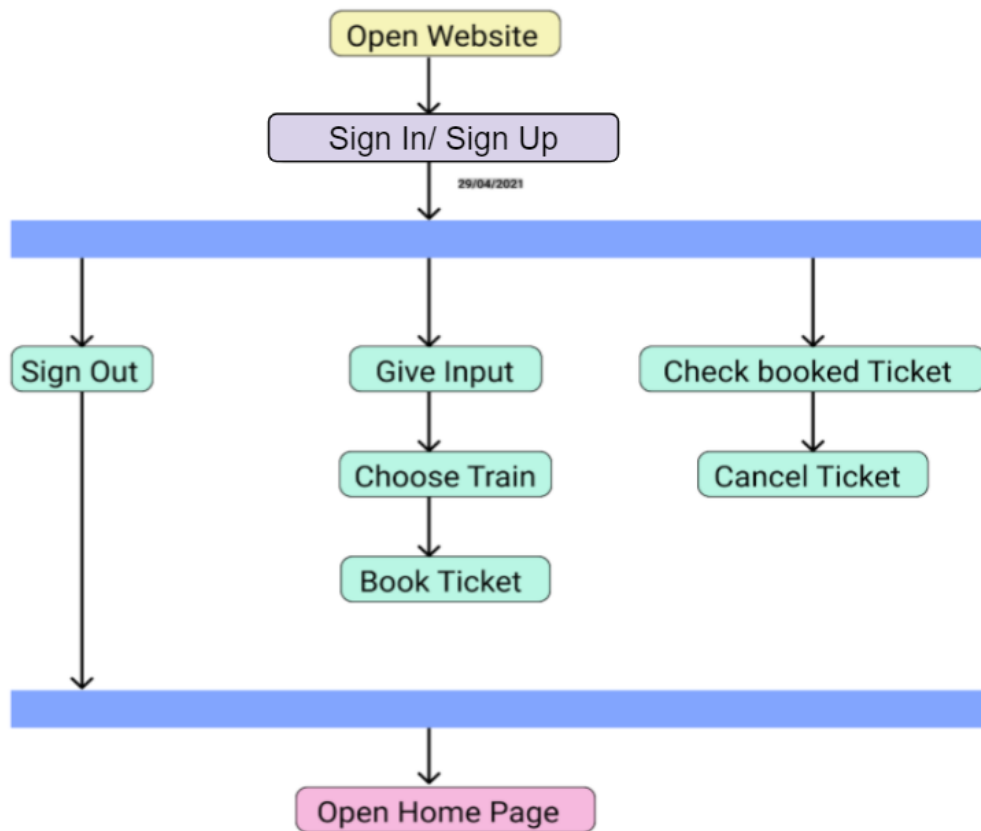 Open Website
Sign In/ Sign Up
29/04/2021
Sign Out
Give Input
Check booked Ticket
Choose Train
Cancel Ticket
Book Ticket
Open Home Page